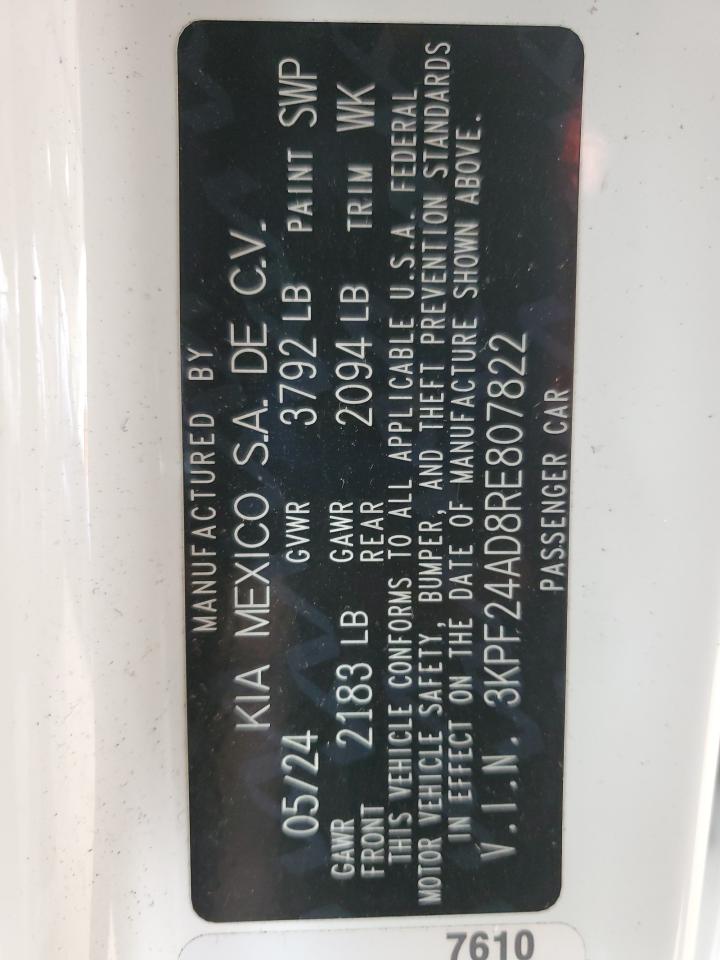 MANUFACTURED BY
KIA MEXICO S.A. DE C.V.
05/24 GVWR 3792 LB PAINT SWP
GAWR FRONT 2183 LB GAWR REAR 2094 LB TRIM WK
THIS VEHICLE CONFORMS TO ALL APPLICABLE U.S.A. FEDERAL
MOTOR VEHICLE SAFETY, BUMPER, AND THEFT PREVENTION STANDARDS
IN EFFECT ON THE DATE OF MANUFACTURE SHOWN ABOVE.
V.I.N. 3KPF24AD8RE807822
PASSENGER CAR
7610